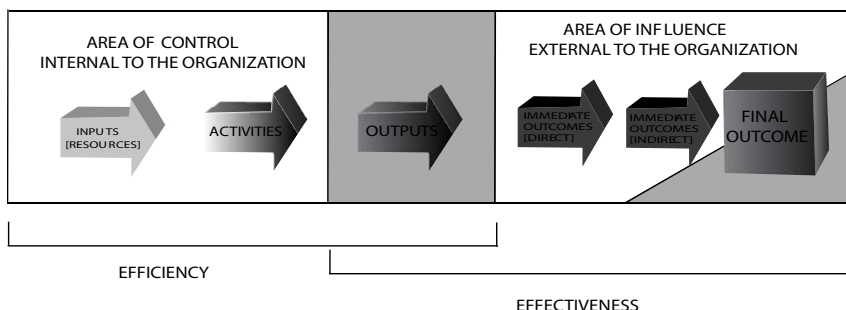 AREA OF CONTROL
INTERNAL TO THE ORGANIZATION
AREA OF INFLUENCE
EXTERNAL TO THE ORGANIZATION
INPUTS
[RESOURCES]
ACTIVITIES
OUTPUTS
IMMEDIATE
OUTCOMES
[DIRECT]
IMMEDIATE
OUTCOMES
[INDIRECT]
FINAL
OUTCOME
EFFICIENCY
EFFECTIVENESS